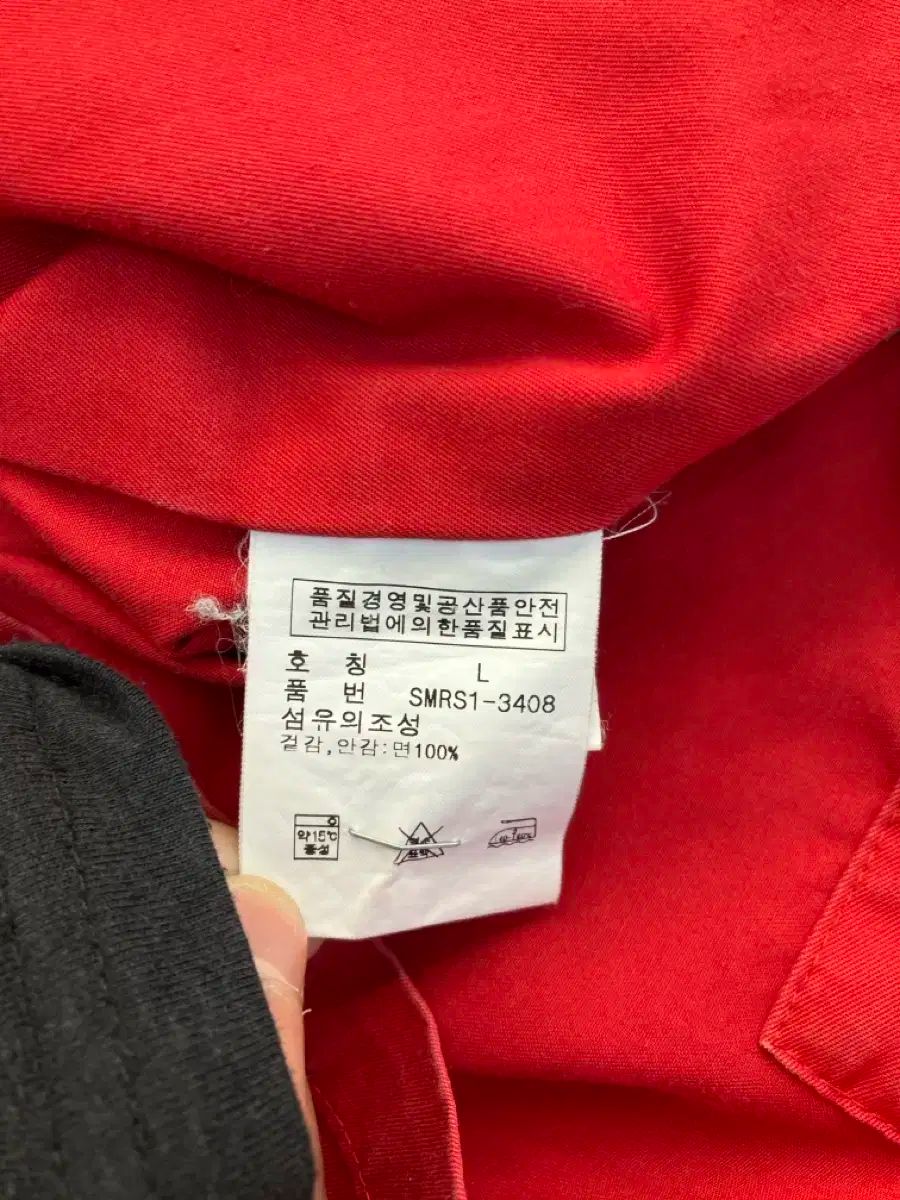 품질경영및공산품안전
관리법에의한품질표시
호 칭 L
품 번 SMRS1-3408
섬유의조성
겉감,안감:면100%
약15℃
중성